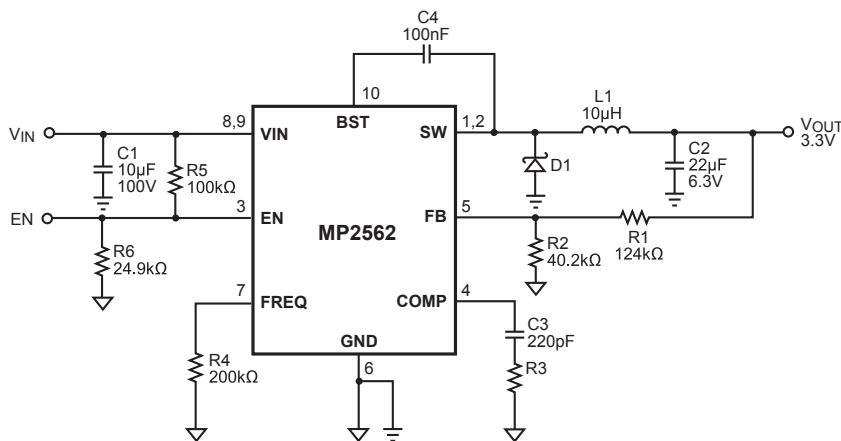 C4
100nF
10
BST
8,9
VIN
SW
1,2
L1
10µH
VIN
VOUT
3.3V
C1
10µF
100V
R5
100kΩ
D1
C2
22µF
6.3V
EN
3
EN
MP2562
FB
5
R1
124kΩ
R2
40.2kΩ
R6
24.9kΩ
7
FREQ
COMP
4
C3
220pF
GND
6
R4
200kΩ
R3